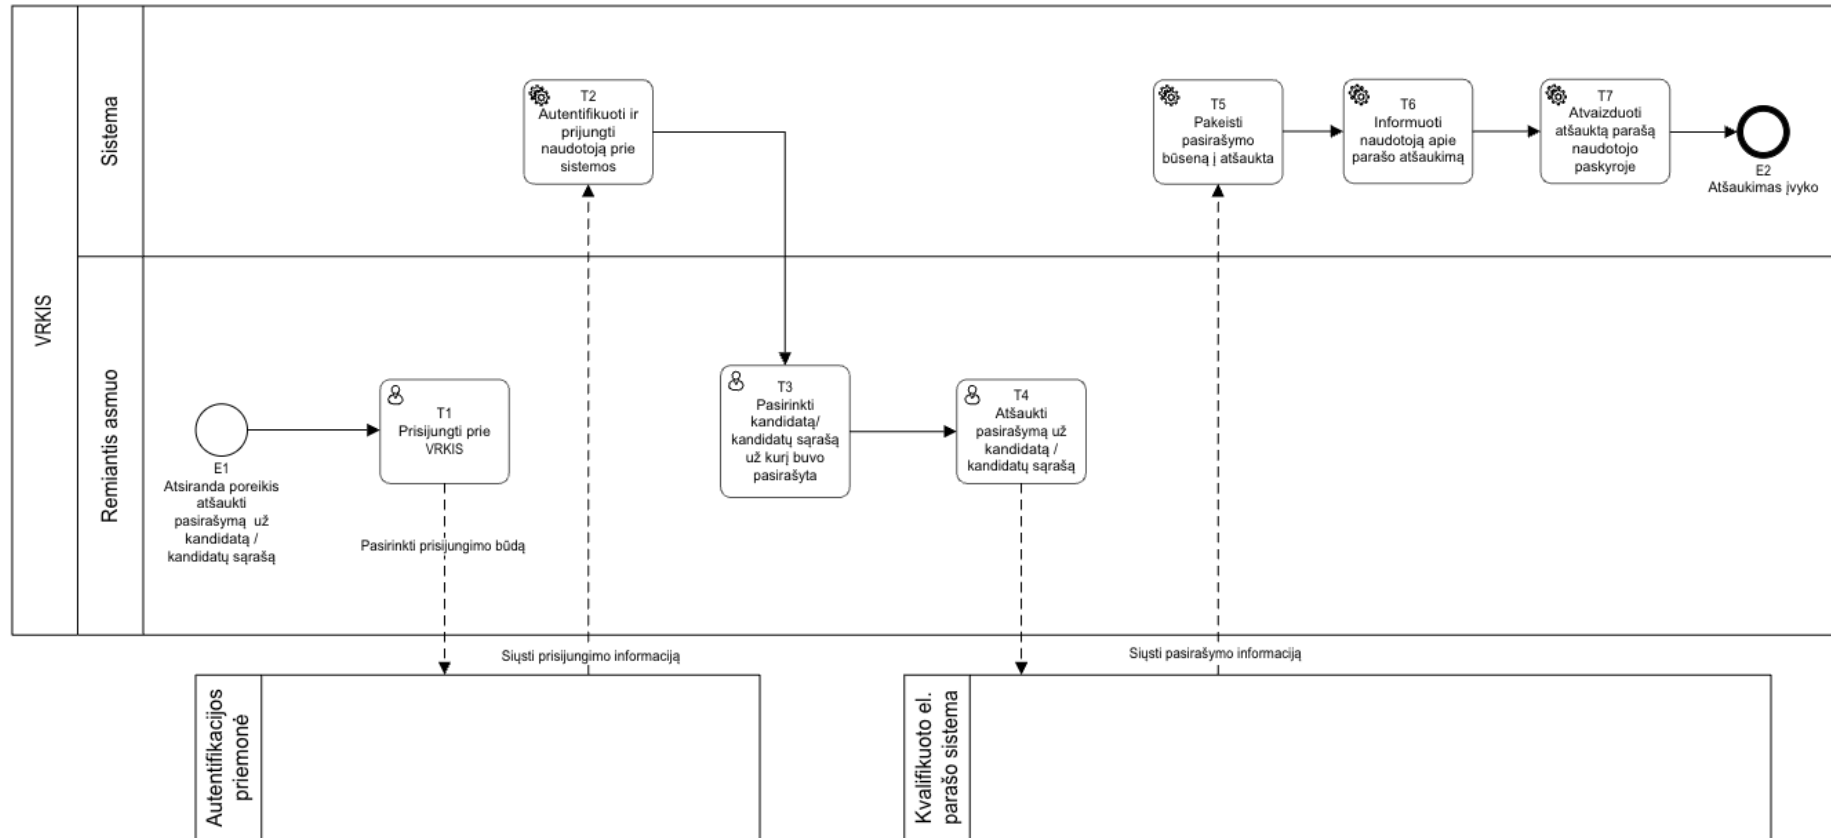 VRKIS
Sistema
T2
Autentifikuoti ir
prijungti
naudotoją prie
sistemos
T5
Pakeisti
pasirašymo
būseną į atšaukta
T6
Informuoti
naudotoją apie
parašo atšaukimą
T7
Atvaizduoti
atšauktą parašą
naudotojo
paskyroje
E2
Atšaukimas įvyko
Remiantis asmuo
E1
Atsiranda poreikis
atšaukti
pasirašymą už
kandidatą /
kandidatų sąrašą
T1
Prisijungti prie
VRKIS
T3
Pasirinkti
kandidatą/
kandidatų sąrašą
už kurį buvo
pasirašyta
T4
Atšaukti
pasirašymą už
kandidatą /
kandidatų sąrašą
Pasirinkti prisijungimo būdą
Siųsti prisijungimo informaciją
Siųsti pasirašymo informaciją
Autentifikacijos
priemonė
Kvalifikuoto el.
parašo sistema